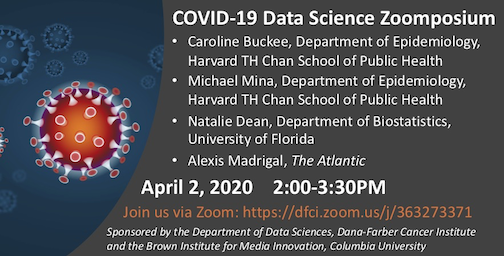 COVID-19 Data Science Zoomposium
• Caroline Buckee, Department of Epidemiology,
Harvard TH Chan School of Public Health
• Michael Mina, Department of Epidemiology,
Harvard TH Chan School of Public Health
• Natalie Dean, Department of Biostatistics,
University of Florida
• Alexis Madrigal, The Atlantic
April 2, 2020 2:00-3:30PM
Join us via Zoom: https://dfci.zoom.us/j/363273371
Sponsored by the Department of Data Sciences, Dana-Farber Cancer Institute
and the Brown Institute for Media Innovation, Columbia University